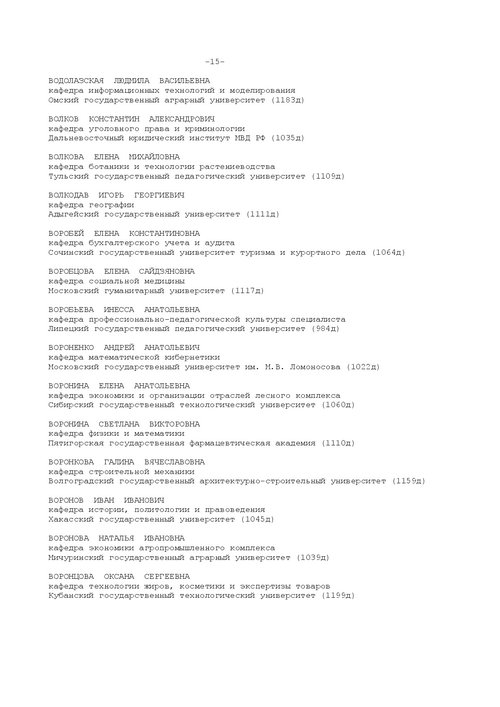 -15-
ВОДОЛАЗСКАЯ ЛЮДМИЛА ВАСИЛЬЕВНА
кафедра информационных технологий и моделирования
Омский государственный аграрный университет (1183д)
ВОЛКОВ КОНСТАНТИН АЛЕКСАНДРОВИЧ
кафедра уголовного права и криминологии
Дальневосточный юридический институт МВД РФ (1035д)
ВОЛКОВА ЕЛЕНА МИХАЙЛОВНА
кафедра ботаники и технологии растениеводства
Тульский государственный педагогический университет (1109д)
ВОЛКОДАВ ИГОРЬ ГЕОРГИЕВИЧ
кафедра географии
Адыгейский государственный университет (1111д)
ВОРОБЕЙ ЕЛЕНА КОНСТАНТИНОВНА
кафедра бухгалтерского учета и аудита
Сочинский государственный университет туризма и курортного дела (1064д)
ВОРОБЦОВА ЕЛЕНА САЙДЗЯНОВНА
кафедра социальной медицины
Московский гуманитарный университет (1117д)
ВОРОБЬЕВА ИНЕССА АНАТОЛЬЕВНА
кафедра профессионально-педагогической культуры специалиста
Липецкий государственный педагогический университет (984д)
ВОРОНЕНКО АНДРЕЙ АНАТОЛЬЕВИЧ
кафедра математической кибернетики
Московский государственный университет им. М.В. Ломоносова (1022д)
ВОРОНИНА ЕЛЕНА АНАТОЛЬЕВНА
кафедра экономики и организации отраслей лесного комплекса
Сибирский государственный технологический университет (1060д)
ВОРОНИНА СВЕТЛАНА ВИКТОРОВНА
кафедра физики и математики
Пятигорская государственная фармацевтическая академия (1110д)
ВОРОНКОВА ГАЛИНА ВЯЧЕСЛАВОВНА
кафедра строительной механики
Волгоградский государственный архитектурно-строительный университет (1159д)
ВОРОНОВ ИВАН ИВАНОВИЧ
кафедра истории, политологии и правоведения
Хакасский государственный университет (1045д)
ВОРОНОВА НАТАЛЬЯ ИВАНОВНА
кафедра экономики агропромышленного комплекса
Мичуринский государственный аграрный университет (1039д)
ВОРОНЦОВА ОКСАНА СЕРГЕЕВНА
кафедра технологии жиров, косметики и экспертизы товаров
Кубанский государственный технологический университет (1199д)